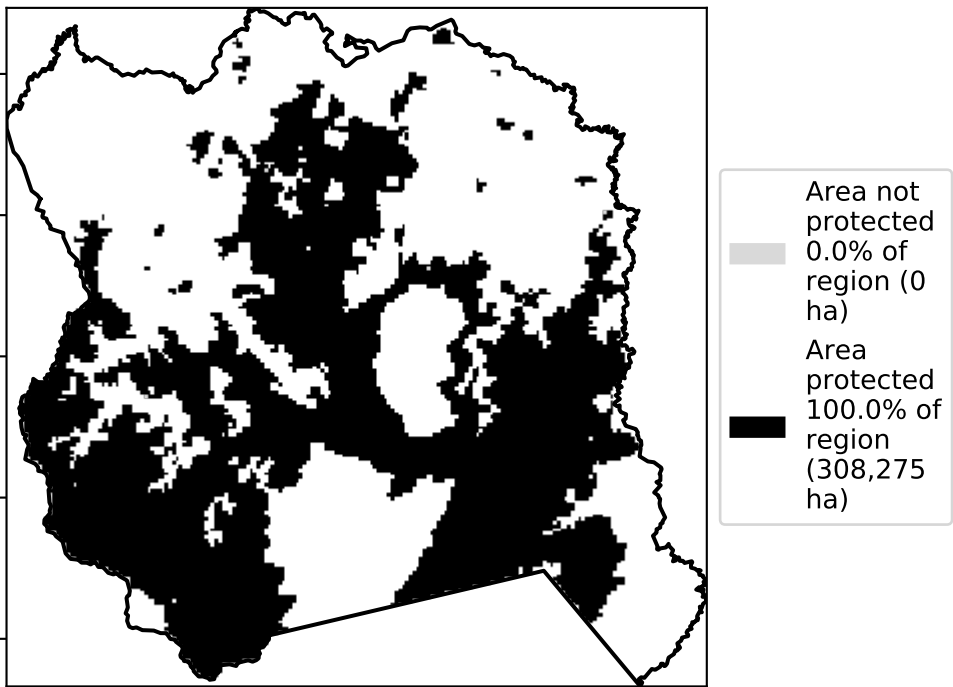 Area not
protected
0.0% of
region (0
ha)
Area
protected
100.0% of
region
(308,275
ha)